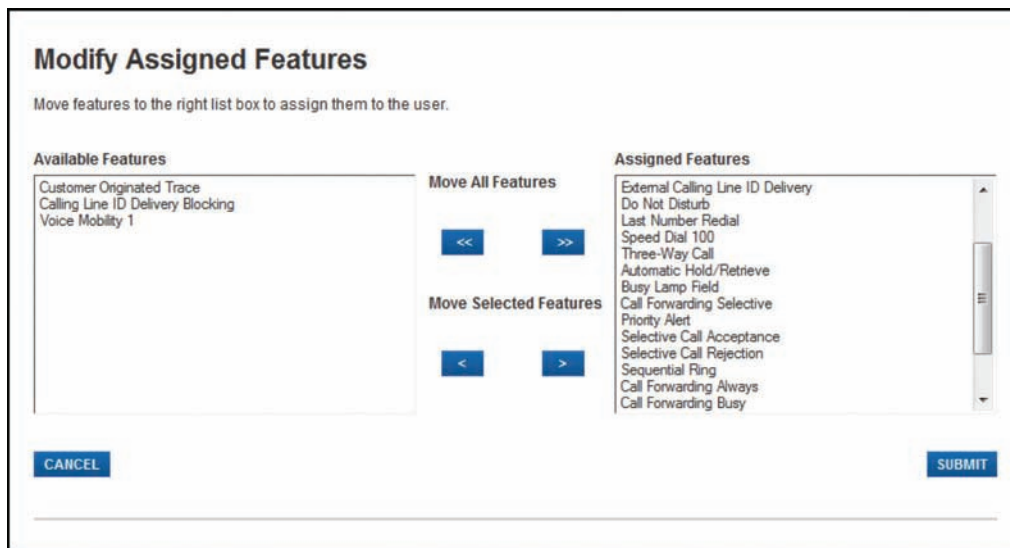 Modify Assigned Features
Move features to the right list box to assign them to the user.
Available Features
Customer Originated Trace
Calling Line ID Delivery Blocking
Voice Mobility 1
Move All Features
<< >>
Move Selected Features
< >
Assigned Features
External Calling Line ID Delivery
Do Not Disturb
Last Number Redial
Speed Dial 100
Three-Way Call
Automatic Hold/Retrieve
Busy Lamp Field
Call Forwarding Selective
Priority Alert
Selective Call Acceptance
Selective Call Rejection
Sequential Ring
Call Forwarding Always
Call Forwarding Busy
CANCEL
SUBMIT